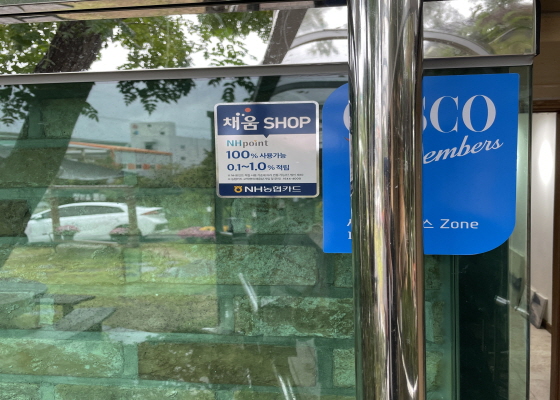 채움 SHOP
NHpoint
100% 사용가능
0.1~1.0% 적립
NH농협카드
SCO
embers
스 Zone